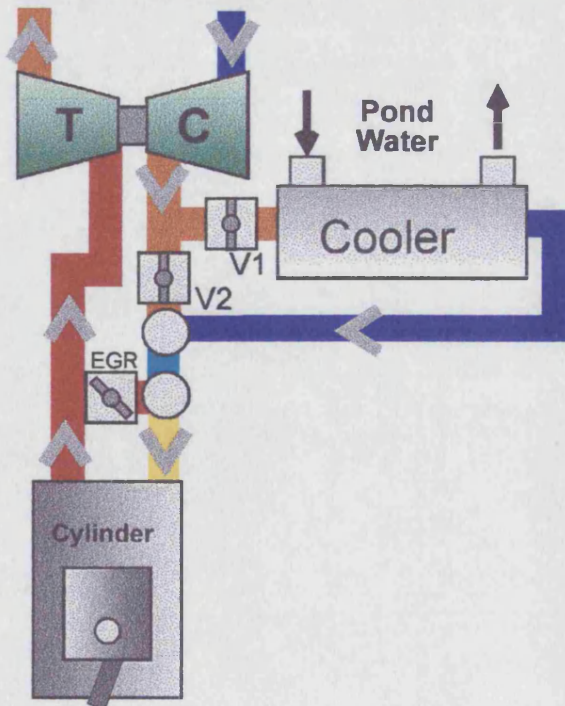 T
C
Pond
Water
Cooler
V1
V2
EGR
Cylinder